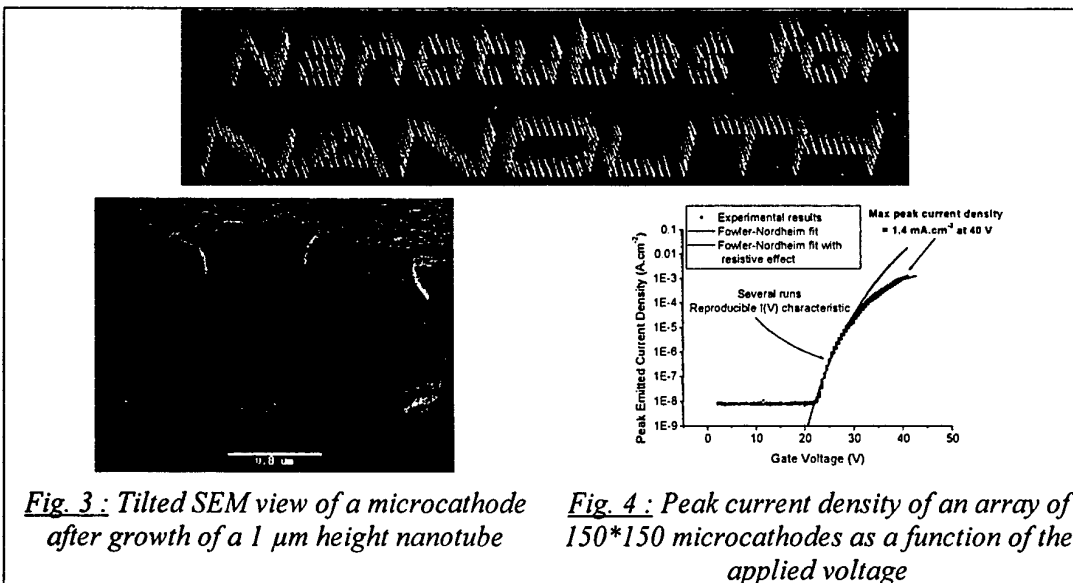 Nanotubes for
NANOLITH
0.8 um
Experimental results
Fowler-Nordheim fit
Fowler-Nordheim fit with
resistive effect
Max peak current density
= 1.4 mA.cm⁻² at 40 V
Several runs
Reproducible I(V) characteristic
Peak Emitted Current Density (A.cm⁻²)
0.1
0.01
1E-3
1E-4
1E-5
1E-6
1E-7
1E-8
1E-9
0 10 20 30 40 50
Gate Voltage (V)
Fig. 3 : Tilted SEM view of a microcathode
after growth of a 1 µm height nanotube
Fig. 4 : Peak current density of an array of
150*150 microcathodes as a function of the
applied voltage